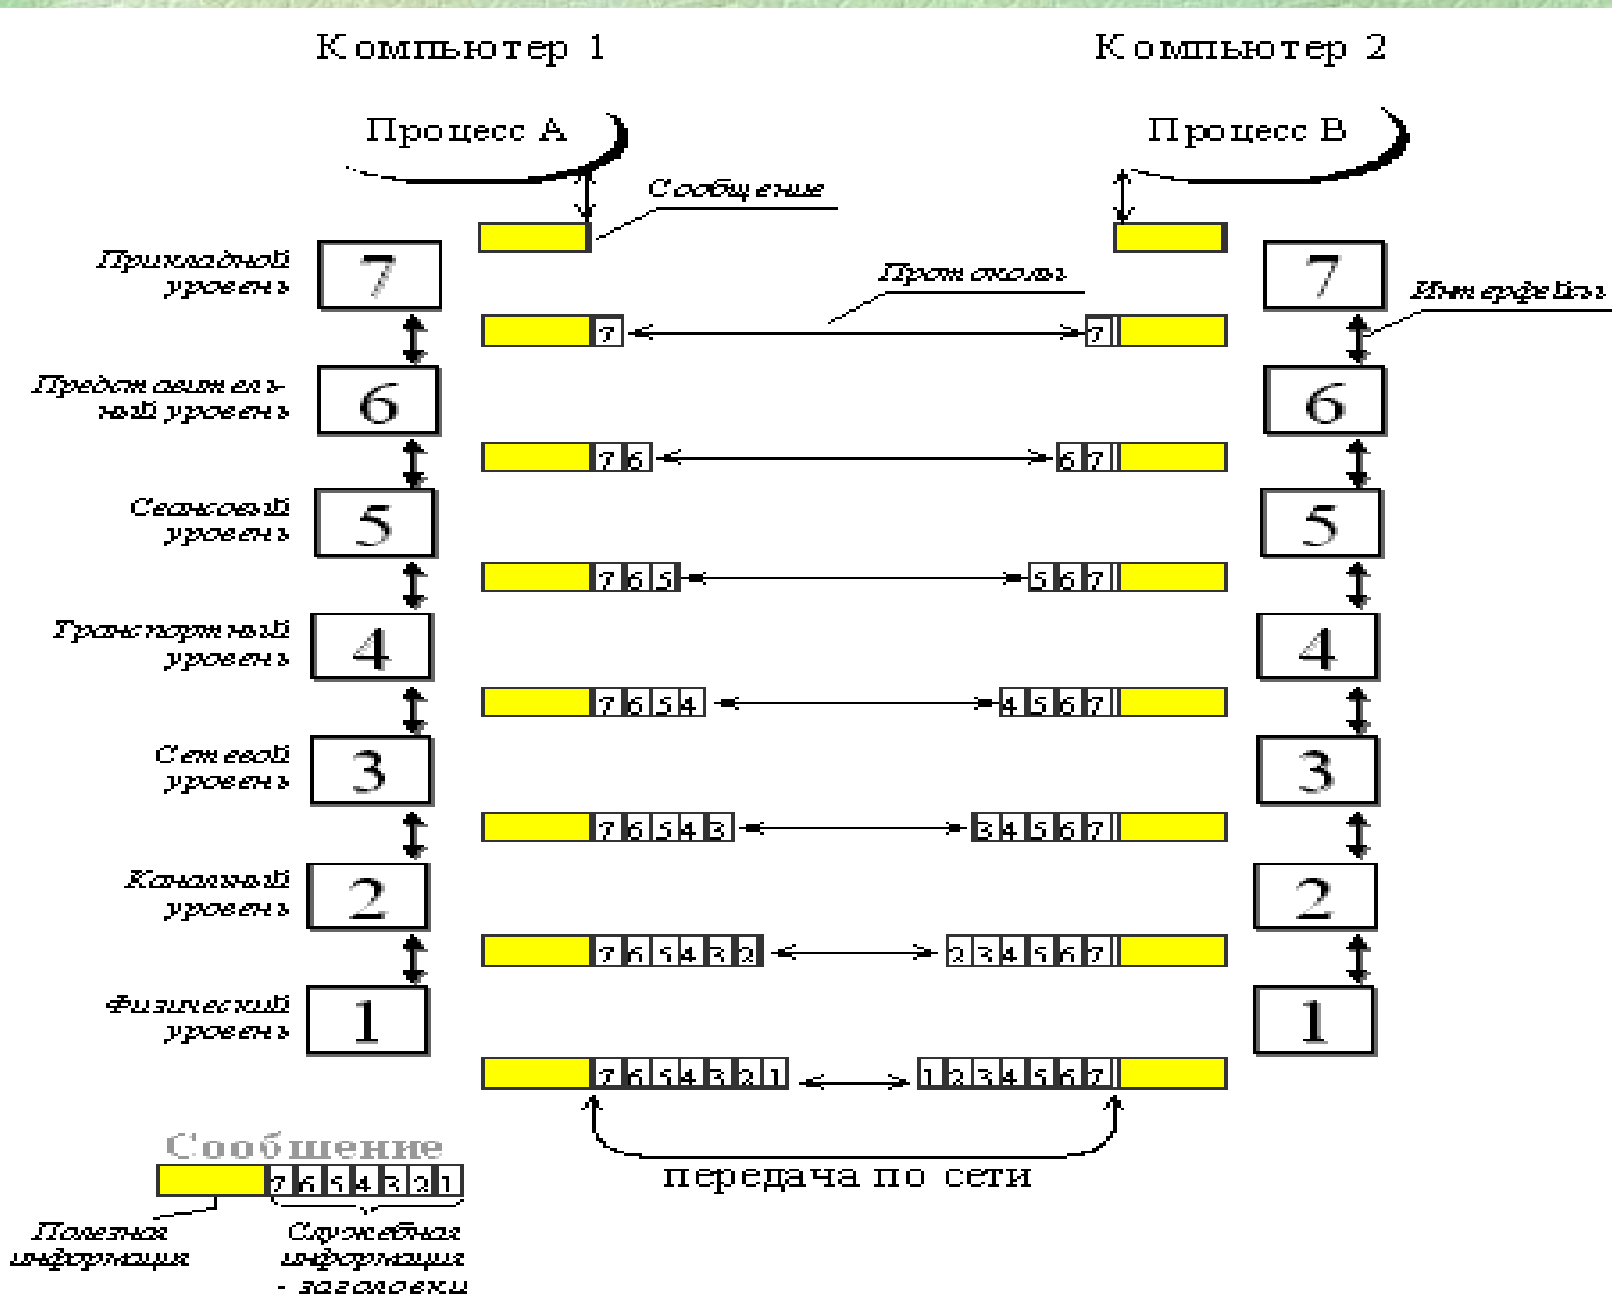 Компьютер 1
Компьютер 2
Процесс А
Процесс В
Сообщение
Прикладной
уровень
7
7
Протоколы
Интерфейсы
7
7
Представитель-
ный уровень
6
6
7 6
6 7
Сеансовый
уровень
5
5
7 6 5
5 6 7
Транспортный
уровень
4
4
7 6 5 4
4 5 6 7
Сетевой
уровень
3
3
7 6 5 4 3
3 4 5 6 7
Канальный
уровень
2
2
7 6 5 4 3 2
2 3 4 5 6 7
Физический
уровень
1
1
7 6 5 4 3 2 1
1 2 3 4 5 6 7
передача по сети
Сообщение
7 6 5 4 3 2 1
Полезная
информация
Служебная
информация
- заголовки